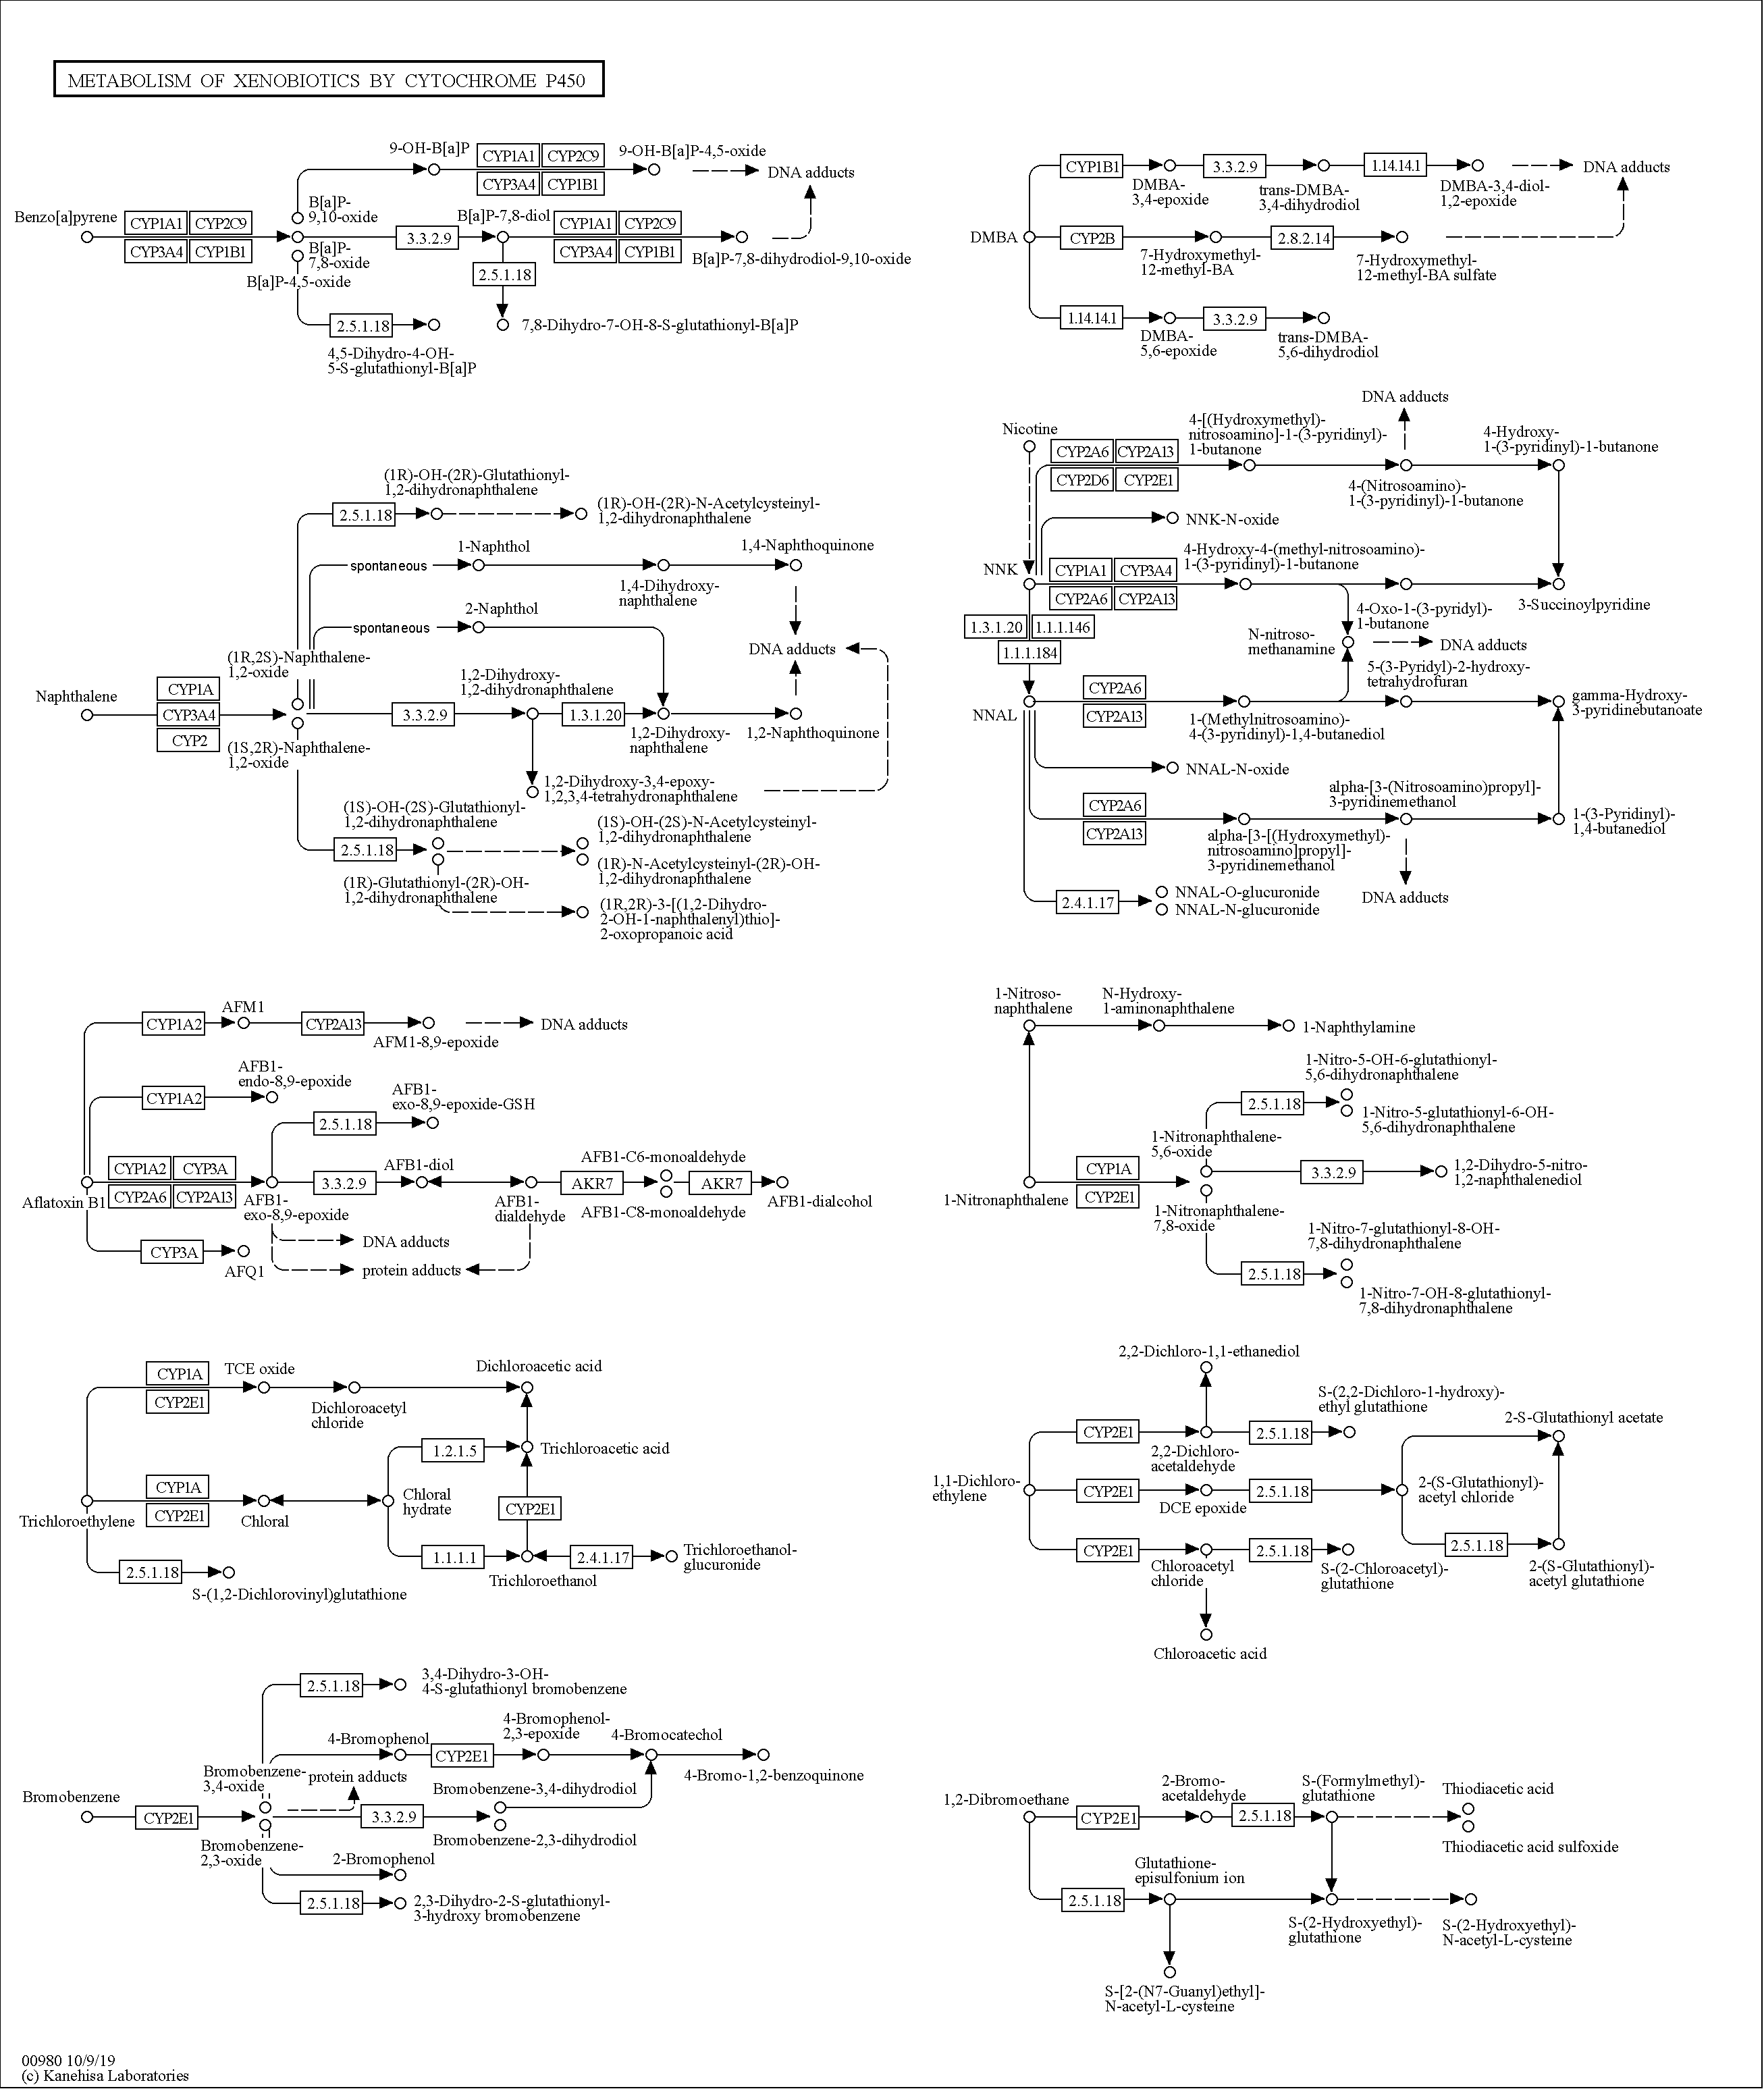 METABOLISM OF XENOBIOTICS BY CYTOCHROME P450
9-OH-B[a]P
CYP1A1
CYP2C9
CYP3A4
CYP1B1
9-OH-B[a]P-4,5-oxide
DNA adducts
Benzo[a]pyrene
CYP1A1
CYP2C9
CYP3A4
CYP1B1
B[a]P-
9,10-oxide
B[a]P-
7,8-oxide
B[a]P-4,5-oxide
3.3.2.9
B[a]P-7,8-diol
CYP1A1
CYP2C9
CYP3A4
CYP1B1
B[a]P-7,8-dihydrodiol-9,10-oxide
2.5.1.18
7,8-Dihydro-7-OH-8-S-glutathionyl-B[a]P
2.5.1.18
4,5-Dihydro-4-OH-
5-S-glutathionyl-B[a]P
CYP1B1
DMBA-
3,4-epoxide
3.3.2.9
trans-DMBA-
3,4-dihydrodiol
1.14.14.1
DMBA-3,4-diol-
1,2-epoxide
DNA adducts
DMBA
CYP2B
7-Hydroxymethyl-
12-methyl-BA
2.8.2.14
7-Hydroxymethyl-
12-methyl-BA sulfate
1.14.14.1
DMBA-
5,6-epoxide
3.3.2.9
trans-DMBA-
5,6-dihydrodiol
(1R)-OH-(2R)-Glutathionyl-
1,2-dihydronaphthalene
2.5.1.18
(1R)-OH-(2R)-N-Acetylcysteinyl-
1,2-dihydronaphthalene
spontaneous
1-Naphthol
1,4-Dihydroxy-
naphthalene
1,4-Naphthoquinone
spontaneous
2-Naphthol
DNA adducts
(1R,2S)-Naphthalene-
1,2-oxide
Naphthalene
CYP1A
CYP3A4
CYP2
(1S,2R)-Naphthalene-
1,2-oxide
3.3.2.9
1,2-Dihydroxy-
1,2-dihydronaphthalene
1.3.1.20
1,2-Dihydroxy-
naphthalene
1,2-Naphthoquinone
1,2-Dihydroxy-3,4-epoxy-
1,2,3,4-tetrahydronaphthalene
(1S)-OH-(2S)-Glutathionyl-
1,2-dihydronaphthalene
2.5.1.18
(1S)-OH-(2S)-N-Acetylcysteinyl-
1,2-dihydronaphthalene
(1R)-N-Acetylcysteinyl-(2R)-OH-
1,2-dihydronaphthalene
(1R)-Glutathionyl-(2R)-OH-
1,2-dihydronaphthalene
(1R,2R)-3-[(1,2-Dihydro-
2-OH-1-naphthalenyl)thio]-
2-oxopropanoic acid
DNA adducts
Nicotine
CYP2A6
CYP2A13
CYP2D6
CYP2E1
4-[(Hydroxymethyl)-
nitrosoamino]-1-(3-pyridinyl)-
1-butanone
4-(Nitrosoamino)-
1-(3-pyridinyl)-1-butanone
4-Hydroxy-
1-(3-pyridinyl)-1-butanone
NNK-N-oxide
NNK
CYP1A1
CYP3A4
CYP2A6
CYP2A13
4-Hydroxy-4-(methyl-nitrosoamino)-
1-(3-pyridinyl)-1-butanone
4-Oxo-1-(3-pyridyl)-
1-butanone
3-Succinoylpyridine
1.3.1.20
1.1.1.146
1.1.1.184
N-nitroso-
methanamine
DNA adducts
5-(3-Pyridyl)-2-hydroxy-
tetrahydrofuran
NNAL
CYP2A6
CYP2A13
1-(Methylnitrosoamino)-
4-(3-pyridinyl)-1,4-butanediol
gamma-Hydroxy-
3-pyridinebutanoate
NNAL-N-oxide
CYP2A6
CYP2A13
alpha-[3-[(Hydroxymethyl)-
nitrosoamino]propyl]-
3-pyridinemethanol
alpha-[3-(Nitrosoamino)propyl]-
3-pyridinemethanol
1-(3-Pyridinyl)-
1,4-butanediol
DNA adducts
2.4.1.17
NNAL-O-glucuronide
NNAL-N-glucuronide
CYP1A2
AFM1
CYP2A13
AFM1-8,9-epoxide
DNA adducts
CYP1A2
AFB1-
endo-8,9-epoxide
2.5.1.18
AFB1-
exo-8,9-epoxide-GSH
Aflatoxin B1
CYP1A2
CYP3A
CYP2A6
CYP2A13
AFB1-
exo-8,9-epoxide
3.3.2.9
AFB1-diol
AFB1-
dialdehyde
AKR7
AFB1-C6-monoaldehyde
AFB1-C8-monoaldehyde
AKR7
AFB1-dialcohol
DNA adducts
protein adducts
CYP3A
AFQ1
1-Nitroso-
naphthalene
N-Hydroxy-
1-aminonaphthalene
1-Naphthylamine
1-Nitronaphthalene
CYP1A
CYP2E1
1-Nitronaphthalene-
5,6-oxide
1-Nitronaphthalene-
7,8-oxide
2.5.1.18
1-Nitro-5-OH-6-glutathionyl-
5,6-dihydronaphthalene
1-Nitro-5-glutathionyl-6-OH-
5,6-dihydronaphthalene
3.3.2.9
1,2-Dihydro-5-nitro-
1,2-naphthalenediol
2.5.1.18
1-Nitro-7-glutathionyl-8-OH-
7,8-dihydronaphthalene
1-Nitro-7-OH-8-glutathionyl-
7,8-dihydronaphthalene
CYP1A
CYP2E1
TCE oxide
Dichloroacetyl
chloride
Dichloroacetic acid
Trichloroethylene
CYP1A
CYP2E1
Chloral
Chloral
hydrate
1.2.1.5
Trichloroacetic acid
CYP2E1
1.1.1.1
Trichloroethanol
2.4.1.17
Trichloroethanol-
glucuronide
2.5.1.18
S-(1,2-Dichlorovinyl)glutathione
2,2-Dichloro-1,1-ethanediol
CYP2E1
2,2-Dichloro-
acetaldehyde
2.5.1.18
S-(2,2-Dichloro-1-hydroxy)-
ethyl glutathione
1,1-Dichloro-
ethylene
CYP2E1
DCE epoxide
2.5.1.18
2-(S-Glutathionyl)-
acetyl chloride
2-S-Glutathionyl acetate
2.5.1.18
2-(S-Glutathionyl)-
acetyl glutathione
CYP2E1
Chloroacetyl
chloride
2.5.1.18
S-(2-Chloroacetyl)-
glutathione
Chloroacetic acid
2.5.1.18
3,4-Dihydro-3-OH-
4-S-glutathionyl bromobenzene
4-Bromophenol
CYP2E1
4-Bromophenol-
2,3-epoxide
4-Bromocatechol
4-Bromo-1,2-benzoquinone
Bromobenzene-
3,4-oxide
protein adducts
Bromobenzene
CYP2E1
3.3.2.9
Bromobenzene-3,4-dihydrodiol
Bromobenzene-2,3-dihydrodiol
Bromobenzene-
2,3-oxide
2-Bromophenol
2.5.1.18
2,3-Dihydro-2-S-glutathionyl-
3-hydroxy bromobenzene
1,2-Dibromoethane
CYP2E1
2-Bromo-
acetaldehyde
2.5.1.18
S-(Formylmethyl)-
glutathione
Thiodiacetic acid
Thiodiacetic acid sulfoxide
2.5.1.18
Glutathione-
episulfonium ion
S-(2-Hydroxyethyl)-
glutathione
S-(2-Hydroxyethyl)-
N-acetyl-L-cysteine
S-[2-(N7-Guanyl)ethyl]-
N-acetyl-L-cysteine
00980 10/9/19
(c) Kanehisa Laboratories